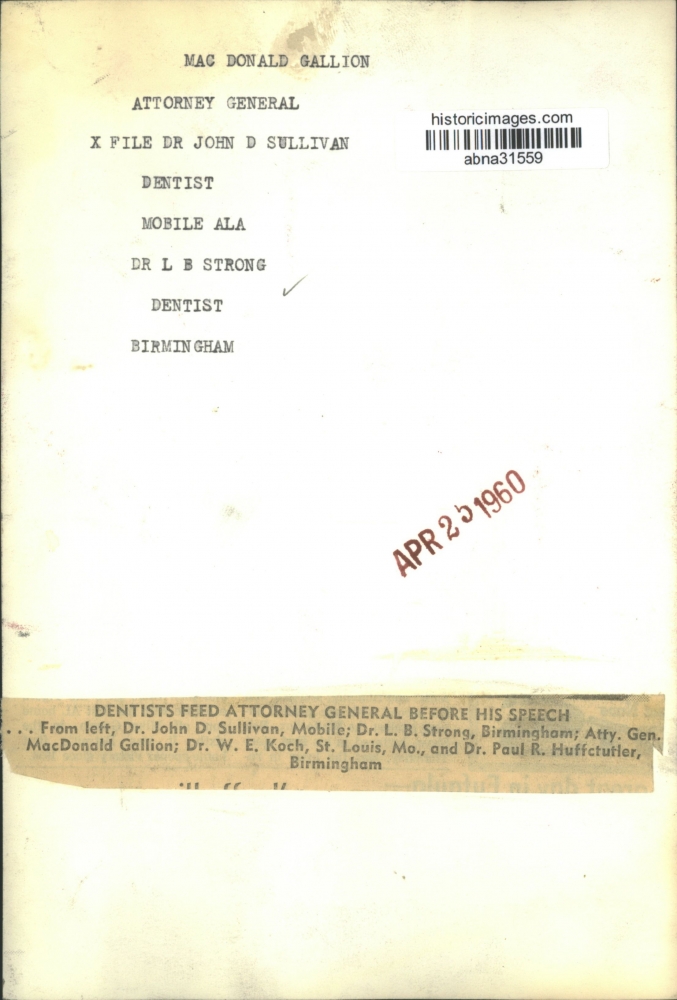 MAC DONALD GALLION
ATTORNEY GENERAL
X FILE DR JOHN D SULLIVAN
DENTIST
MOBILE ALA
DR L B STRONG
DENTIST
BIRMINGHAM
historicimages.com
abna31559
APR 25 1960
DENTISTS FEED ATTORNEY GENERAL BEFORE HIS SPEECH
. . . From left, Dr. John D. Sullivan, Mobile; Dr. L. B. Strong, Birmingham; Atty. Gen.
MacDonald Gallion; Dr. W. E. Koch, St. Louis, Mo., and Dr. Paul R. Huffctutler,
Birmingham